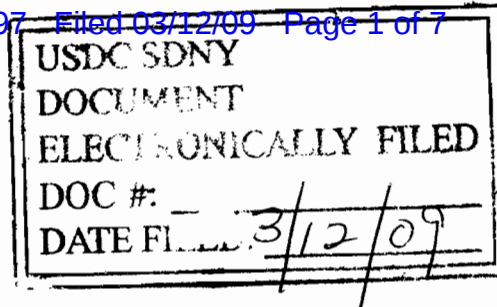 97 Filed 03/12/09 Page 1 of 7
USDC SDNY
DOCUMENT
ELECTRONICALLY FILED
DOC #:
DATE FILED: 3/12/09